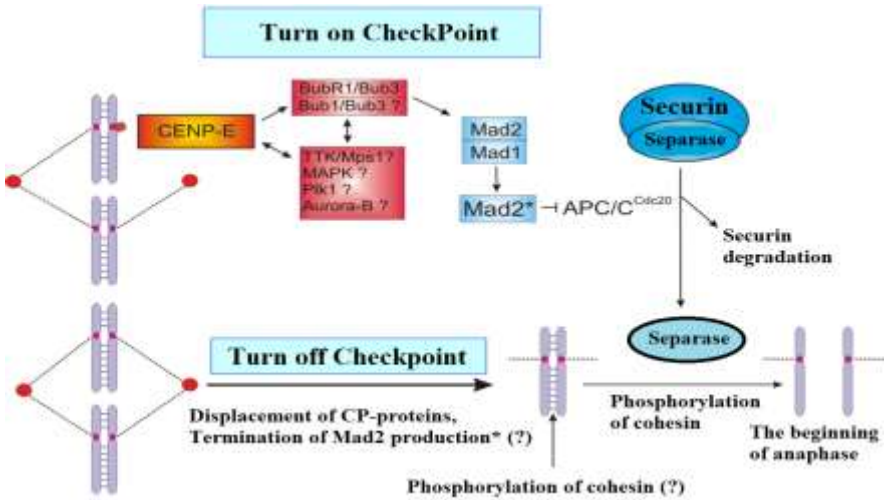 Turn on CheckPoint
CENP-E
BubR1/Bub3
Bub1/Bub3 ?
TTK/Mps1?
MAPK ?
Plk1 ?
Aurora-B ?
Mad2
Mad1
Mad2*
APC/C^Cdc20
Securin
Separase
Securin
degradation
Separase
Turn off Checkpoint
Displacement of CP-proteins,
Termination of Mad2 production* (?)
Phosphorylation of cohesin (?)
Phosphorylation
of cohesin
The beginning
of anaphase